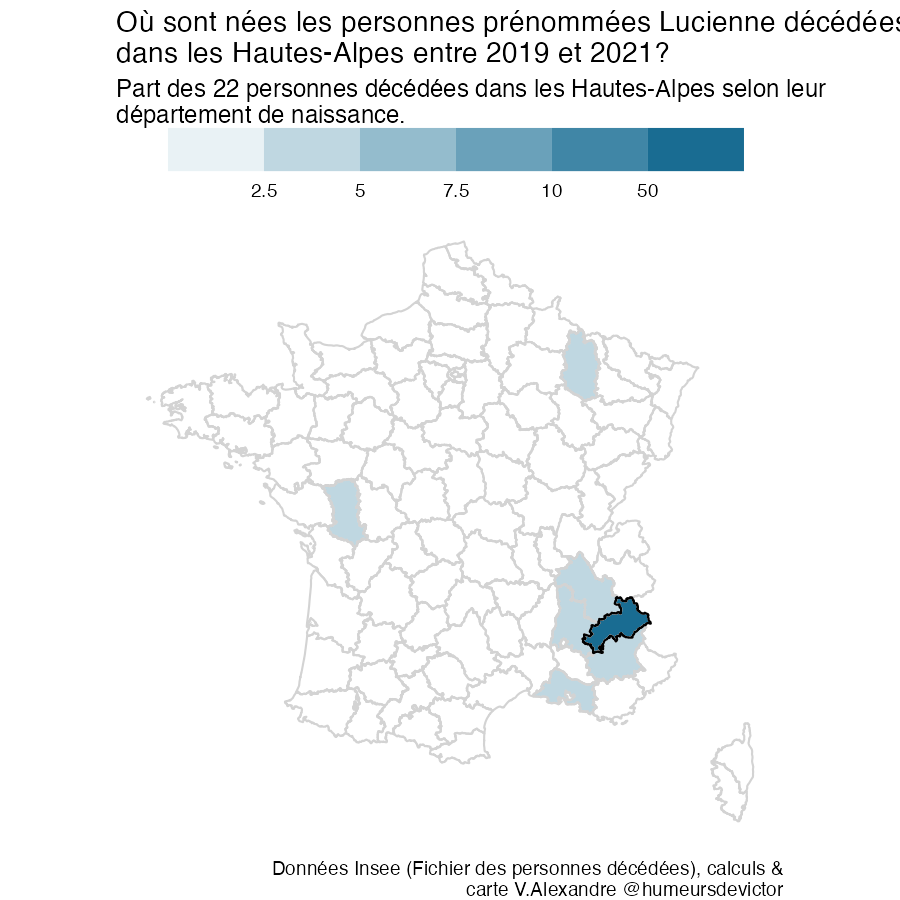 Où sont nées les personnes prénommées Lucienne décédées
dans les Hautes-Alpes entre 2019 et 2021?
Part des 22 personnes décédées dans les Hautes-Alpes selon leur
département de naissance.
2.5 5 7.5 10 50
Données Insee (Fichier des personnes décédées), calculs &
carte V.Alexandre @humeursdevictor